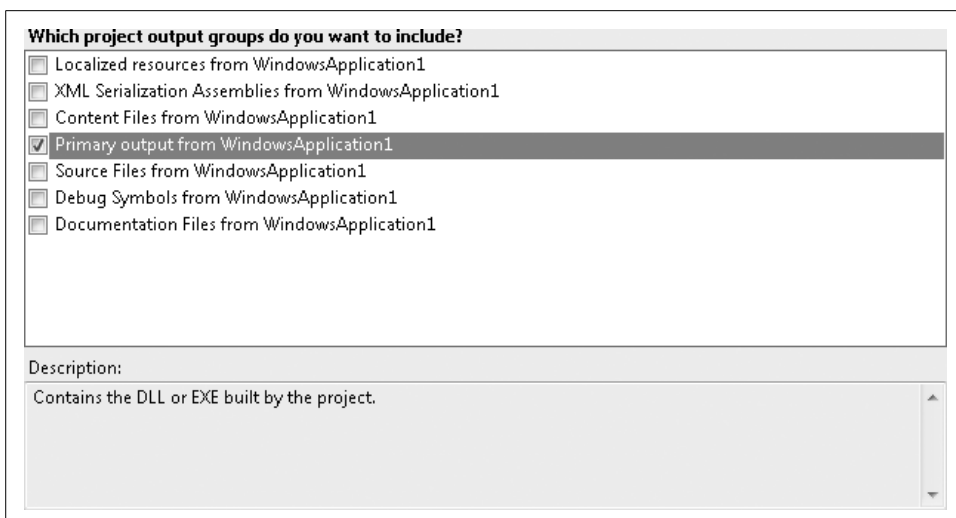 Which project output groups do you want to include?
Localized resources from WindowsApplication1
XML Serialization Assemblies from WindowsApplication1
Content Files from WindowsApplication1
Primary output from WindowsApplication1
Source Files from WindowsApplication1
Debug Symbols from WindowsApplication1
Documentation Files from WindowsApplication1
Description:
Contains the DLL or EXE built by the project.